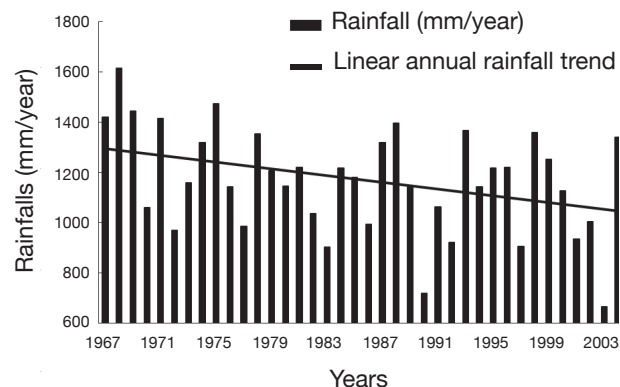 Rainfall (mm/year)
Linear annual rainfall trend
Rainfalls (mm/year)
1800
1600
1400
1200
1000
800
600
1967 1971 1975 1979 1983 1987 1991 1995 1999 2003
Years